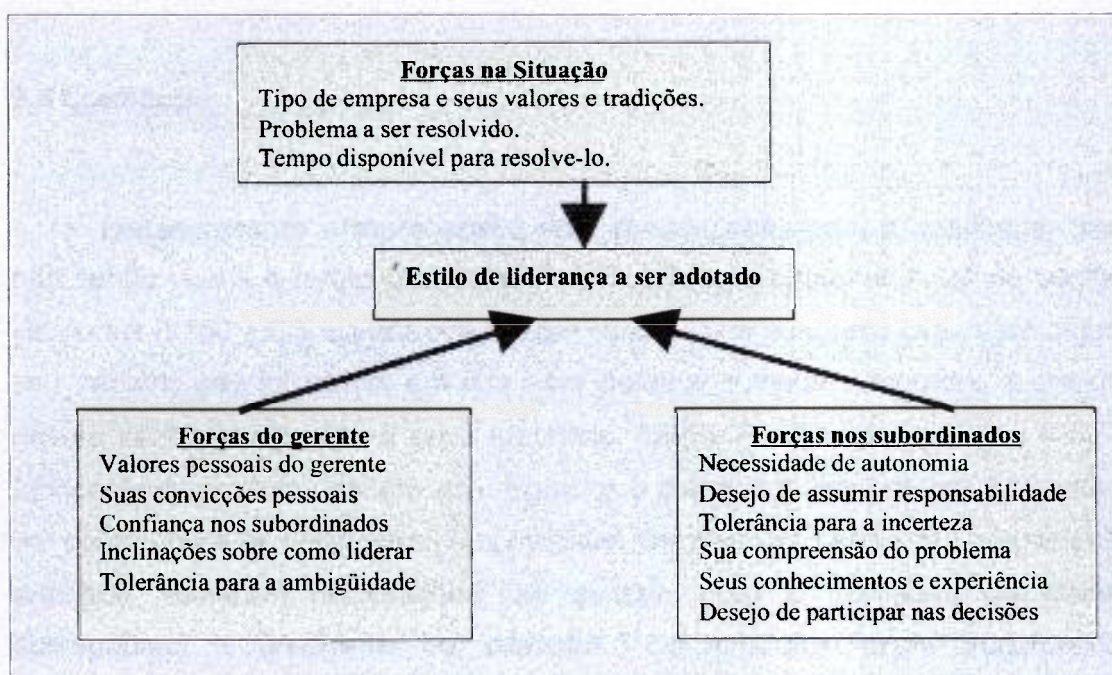 Forças na Situação
Tipo de empresa e seus valores e tradições.
Problema a ser resolvido.
Tempo disponível para resolve-lo.
Estilo de liderança a ser adotado
Forças do gerente
Valores pessoais do gerente
Suas convicções pessoais
Confiança nos subordinados
Inclinações sobre como liderar
Tolerância para a ambigüidade
Forças nos subordinados
Necessidade de autonomia
Desejo de assumir responsabilidade
Tolerância para a incerteza
Sua compreensão do problema
Seus conhecimentos e experiência
Desejo de participar nas decisões